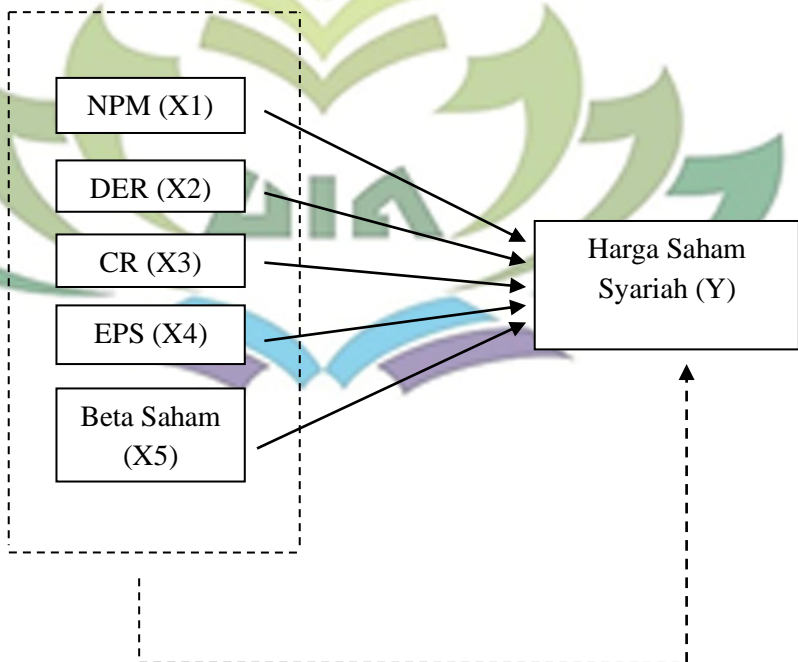 NPM (X1)
DER (X2)
CR (X3)
EPS (X4)
Beta Saham
(X5)
Harga Saham
Syariah (Y)